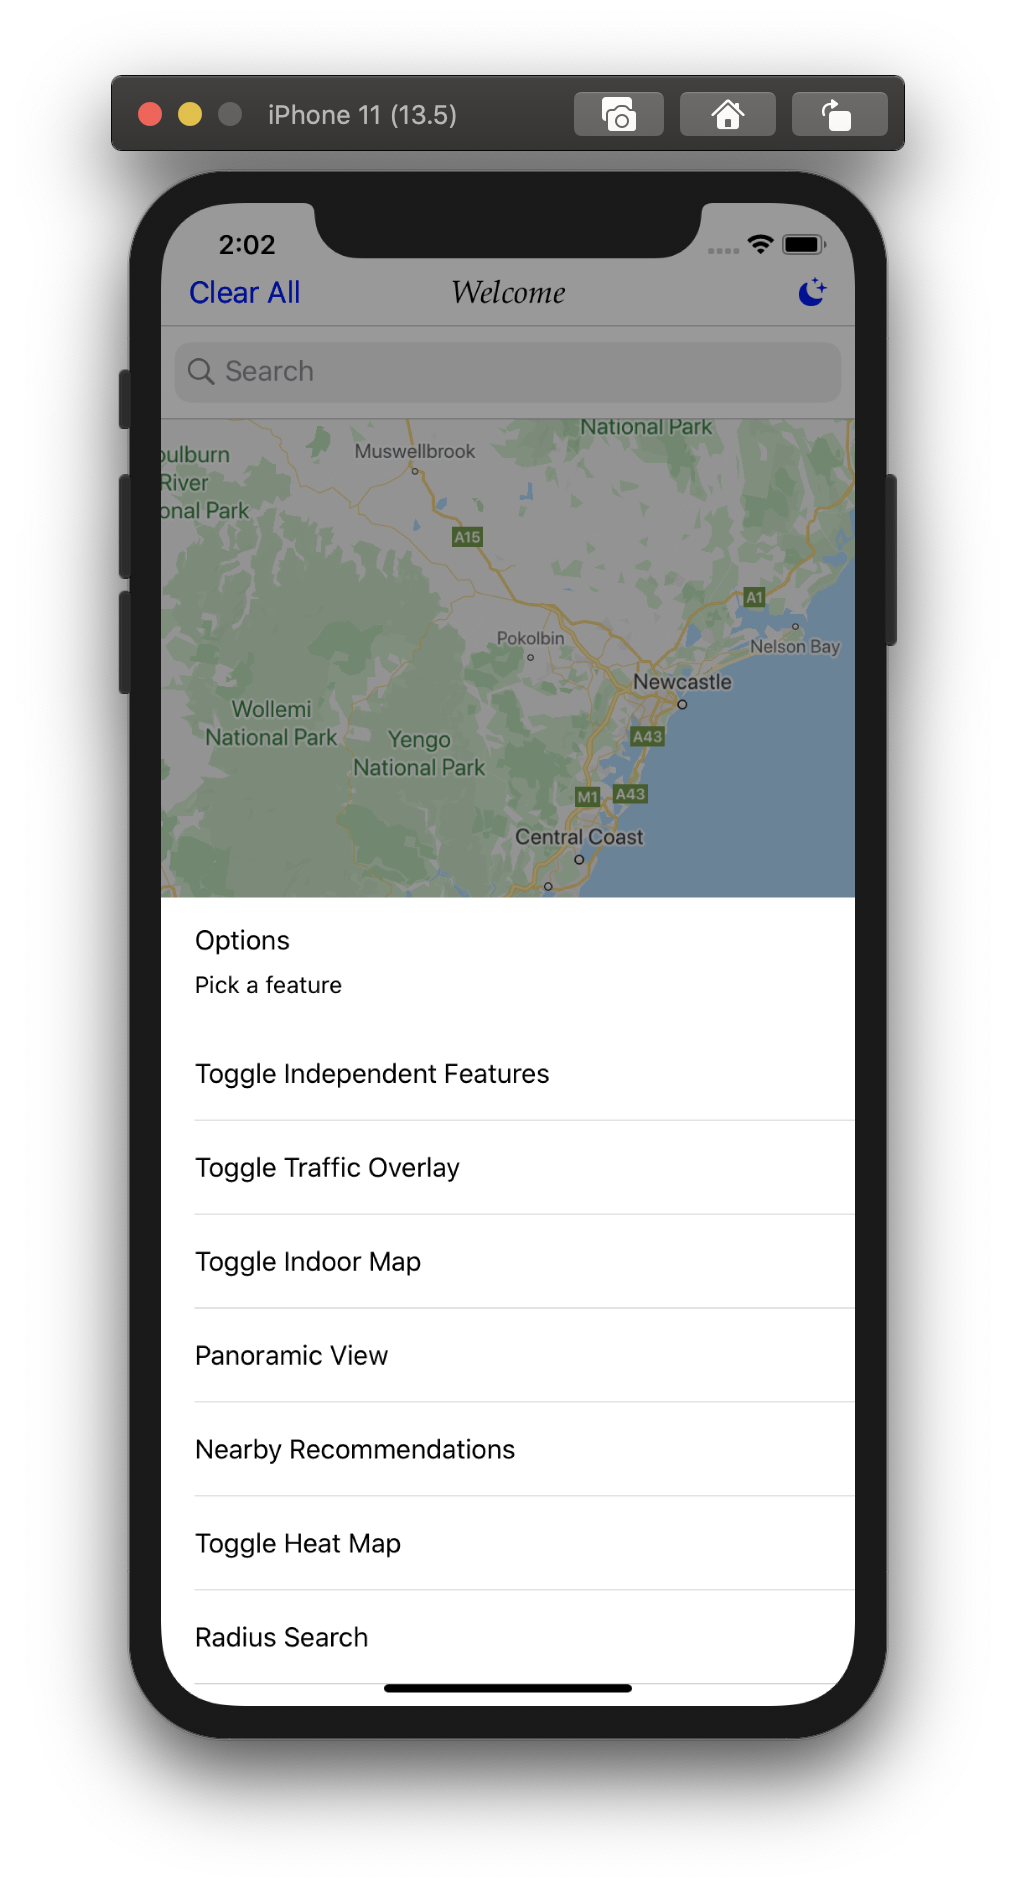 iPhone 11 (13.5)
2:02
Clear All
Welcome
Search
National Park
Muswellbrook
oulburn
River
onal Park
A15
A1
Pokolbin
Nelson Bay
Newcastle
Wollemi
National Park
Yengo
National Park
A43
M1
A43
Central Coast
Options
Pick a feature
Toggle Independent Features
Toggle Traffic Overlay
Toggle Indoor Map
Panoramic View
Nearby Recommendations
Toggle Heat Map
Radius Search